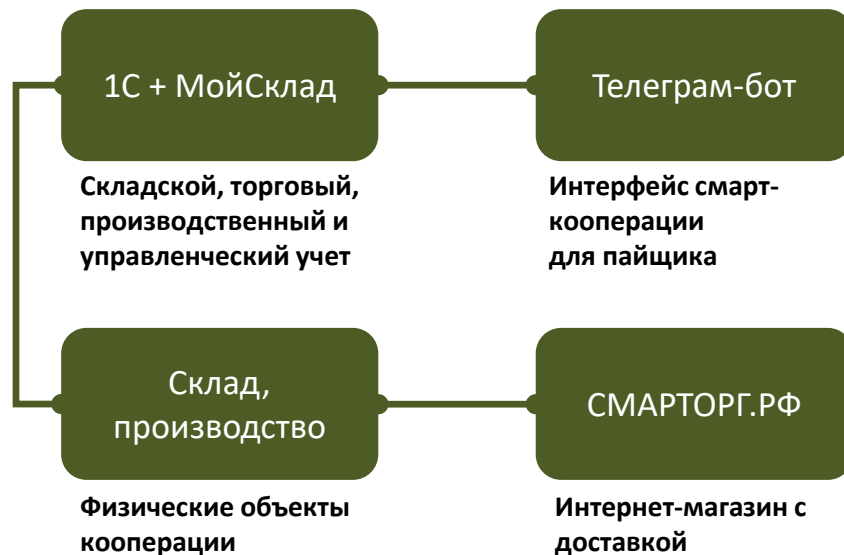 1С + МойСклад
Телеграм-бот
Складской, торговый,
производственный и
управленческий учет
Интерфейс смарт-
кооперации
для пайщика
Склад,
производство
СМАРТОРГ.РФ
Физические объекты
кооперации
Интернет-магазин с
доставкой